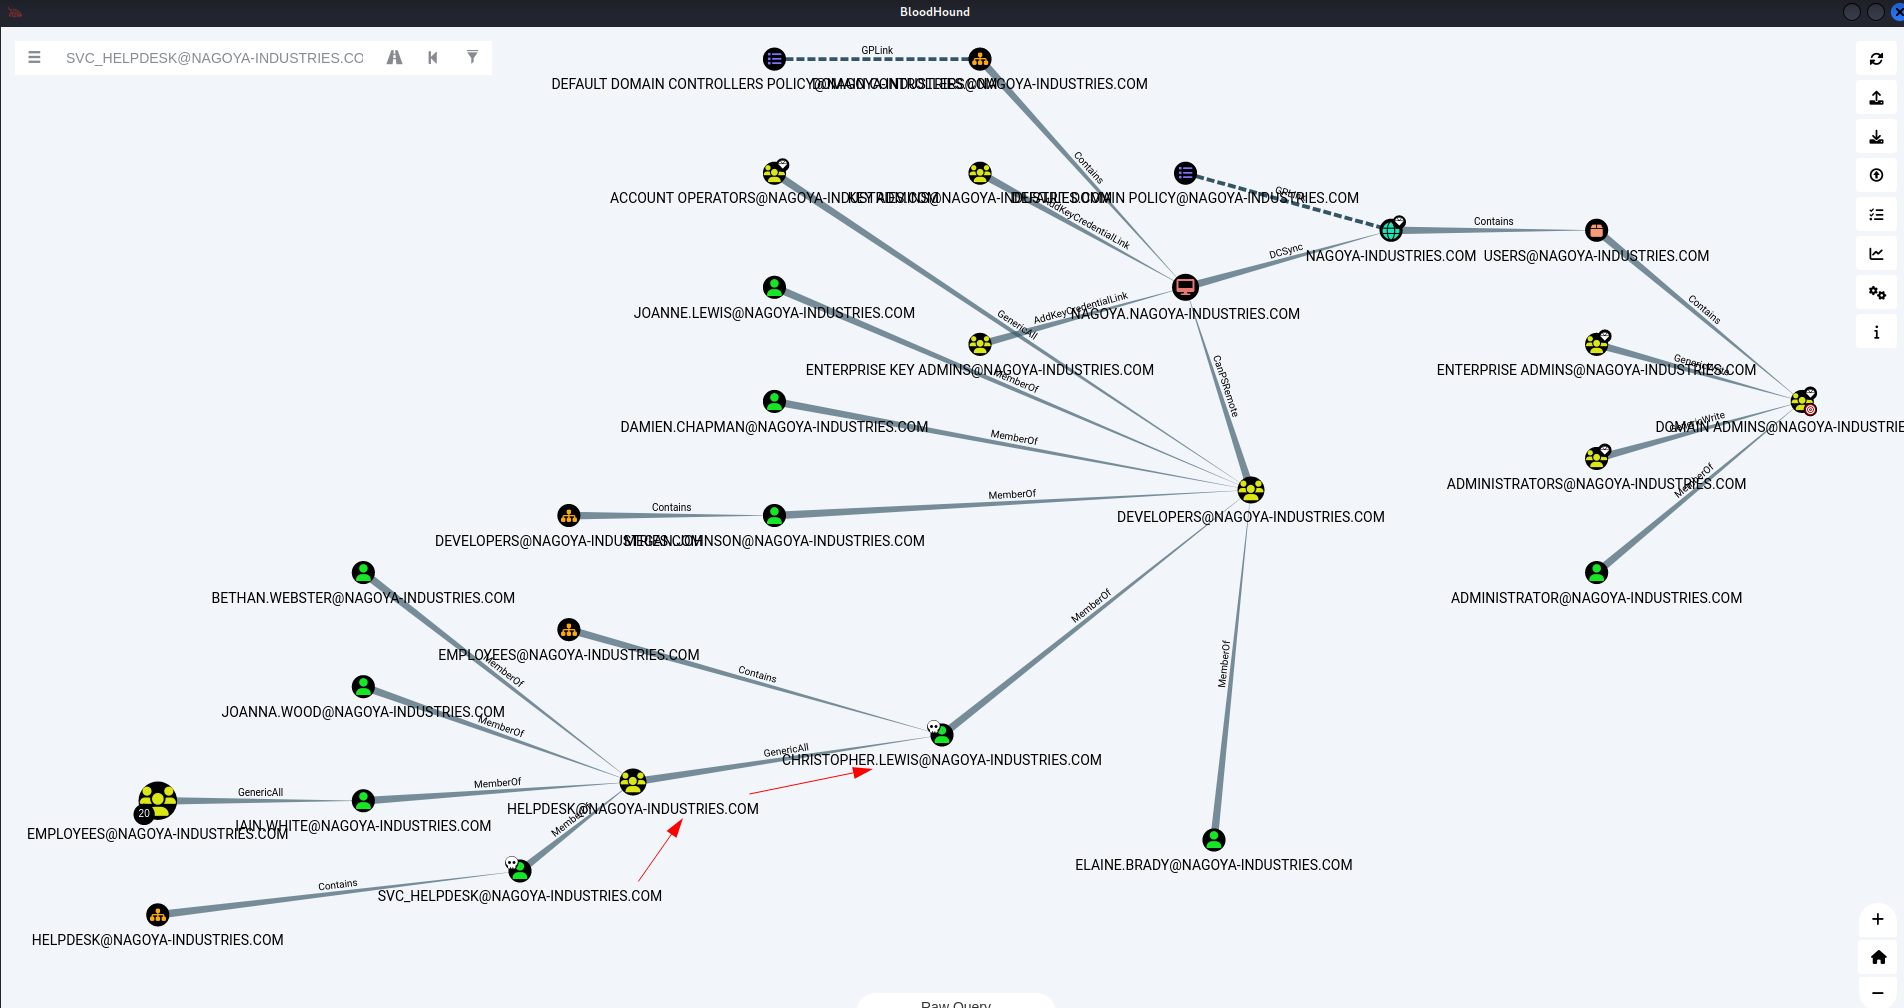 BloodHound
SVC_HELPDESK@NAGOYA-INDUSTRIES.CO
GPLink
DEFAULT DOMAIN CONTROLLERS POLICY@NAGOYA-INDUSTRIES.COM
DOMAIN CONTROLLERS@NAGOYA-INDUSTRIES.COM
Contains
ACCOUNT OPERATORS@NAGOYA-INDUSTRIES.COM
KEY ADMINS@NAGOYA-INDUSTRIES.COM
DEFAULT DOMAIN POLICY@NAGOYA-INDUSTRIES.COM
GPLink
AddKeyCredentialLink
Contains
DCSync
NAGOYA-INDUSTRIES.COM
USERS@NAGOYA-INDUSTRIES.COM
JOANNE.LEWIS@NAGOYA-INDUSTRIES.COM
AddKeyCredentialLink
NAGOYA.NAGOYA-INDUSTRIES.COM
Contains
GenericAll
ENTERPRISE KEY ADMINS@NAGOYA-INDUSTRIES.COM
MemberOf
CanPSRemote
ENTERPRISE ADMINS@NAGOYA-INDUSTRIES.COM
DAMIEN.CHAPMAN@NAGOYA-INDUSTRIES.COM
MemberOf
DOMAIN ADMINS@NAGOYA-INDUSTRIE
ADMINISTRATORS@NAGOYA-INDUSTRIES.COM
MemberOf
Contains
MemberOf
DEVELOPERS@NAGOYA-INDUSTRIES.COM
DEVELOPERS@NAGOYA-INDUSTRIES.COM
MEGAN.JOHNSON@NAGOYA-INDUSTRIES.COM
BETHAN.WEBSTER@NAGOYA-INDUSTRIES.COM
ADMINISTRATOR@NAGOYA-INDUSTRIES.COM
MemberOf
EMPLOYEES@NAGOYA-INDUSTRIES.COM
MemberOf
Contains
MemberOf
JOANNA.WOOD@NAGOYA-INDUSTRIES.COM
MemberOf
GenericAll
CHRISTOPHER.LEWIS@NAGOYA-INDUSTRIES.COM
GenericAll
MemberOf
20
HELPDESK@NAGOYA-INDUSTRIES.COM
EMPLOYEES@NAGOYA-INDUSTRIES.COM
IAIN.WHITE@NAGOYA-INDUSTRIES.COM
MemberOf
ELAINE.BRADY@NAGOYA-INDUSTRIES.COM
Contains
SVC_HELPDESK@NAGOYA-INDUSTRIES.COM
HELPDESK@NAGOYA-INDUSTRIES.COM
Raw Query